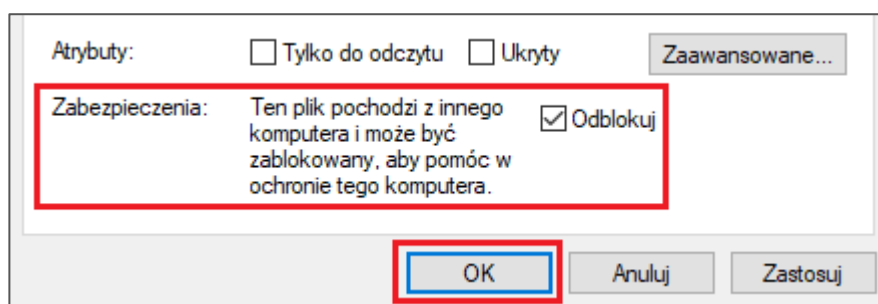 Atrybuty: Tylko do odczytu Ukryty Zaawansowane...
Zabezpieczenia: Ten plik pochodzi z innego
komputera i może być
zablokowany, aby pomóc w
ochronie tego komputera.
Odblokuj
OK Anuluj Zastosuj